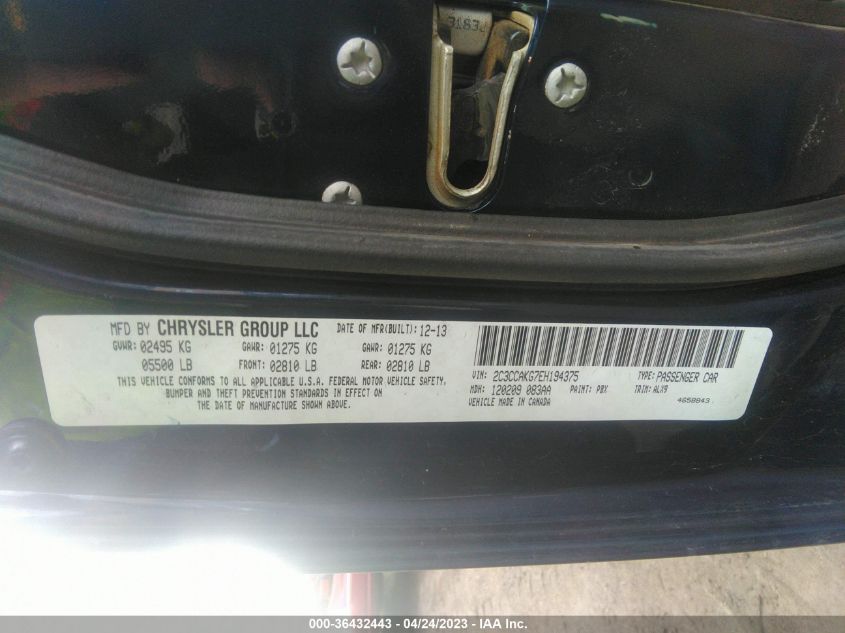 3183J
MFD BY CHRYSLER GROUP LLC DATE OF MFR(BUILT): 12-13
GVWR: 02495 KG GAWR: 01275 KG GAWR: 01275 KG
05500 LB FRONT: 02810 LB REAR: 02810 LB
THIS VEHICLE CONFORMS TO ALL APPLICABLE U.S.A. FEDERAL MOTOR VEHICLE SAFETY,
BUMPER AND THEFT PREVENTION STANDARDS IN EFFECT ON
THE DATE OF MANUFACTURE SHOWN ABOVE.
VIN: 2C3CCAKG7EH194375 TYPE: PASSENGER CAR
MDH: 120209 083AA PAINT: PBX TRIM: ALX9
VEHICLE MADE IN CANADA 4658843
000-36432443 - 04/24/2023 - IAA Inc.